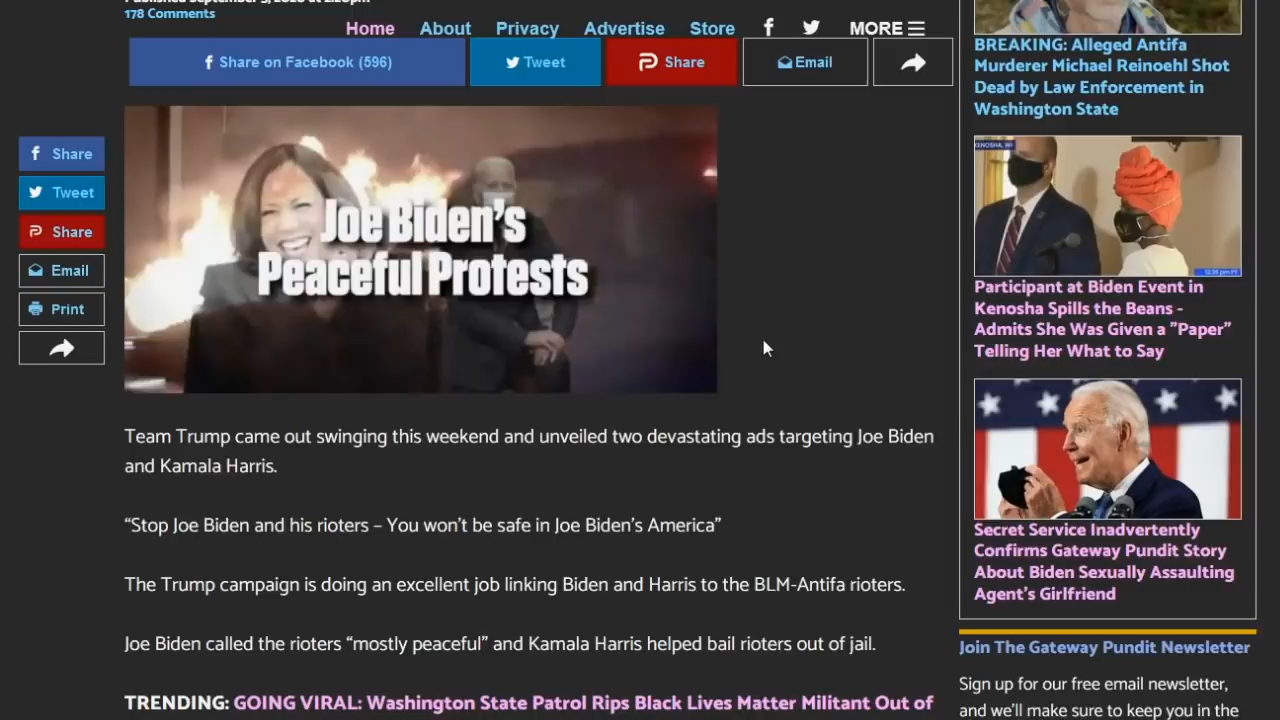 178 Comments
Home About Privacy Advertise Store MORE
Share on Facebook (596) Tweet Share Email
Share
Tweet
Share
Email
Print
Joe Biden's
Peaceful Protests
Team Trump came out swinging this weekend and unveiled two devastating ads targeting Joe Biden
and Kamala Harris.
“Stop Joe Biden and his rioters – You won't be safe in Joe Biden's America”
The Trump campaign is doing an excellent job linking Biden and Harris to the BLM-Antifa rioters.
Joe Biden called the rioters “mostly peaceful” and Kamala Harris helped bail rioters out of jail.
TRENDING: GOING VIRAL: Washington State Patrol Rips Black Lives Matter Militant Out of
BREAKING: Alleged Antifa
Murderer Michael Reinoehl Shot
Dead by Law Enforcement in
Washington State
KENOSHA, WI
Participant at Biden Event in
Kenosha Spills the Beans -
Admits She Was Given a "Paper"
Telling Her What to Say
Secret Service Inadvertently
Confirms Gateway Pundit Story
About Biden Sexually Assaulting
Agent's Girlfriend
Join The Gateway Pundit Newsletter
Sign up for our free email newsletter,
and we'll make sure to keep you in the